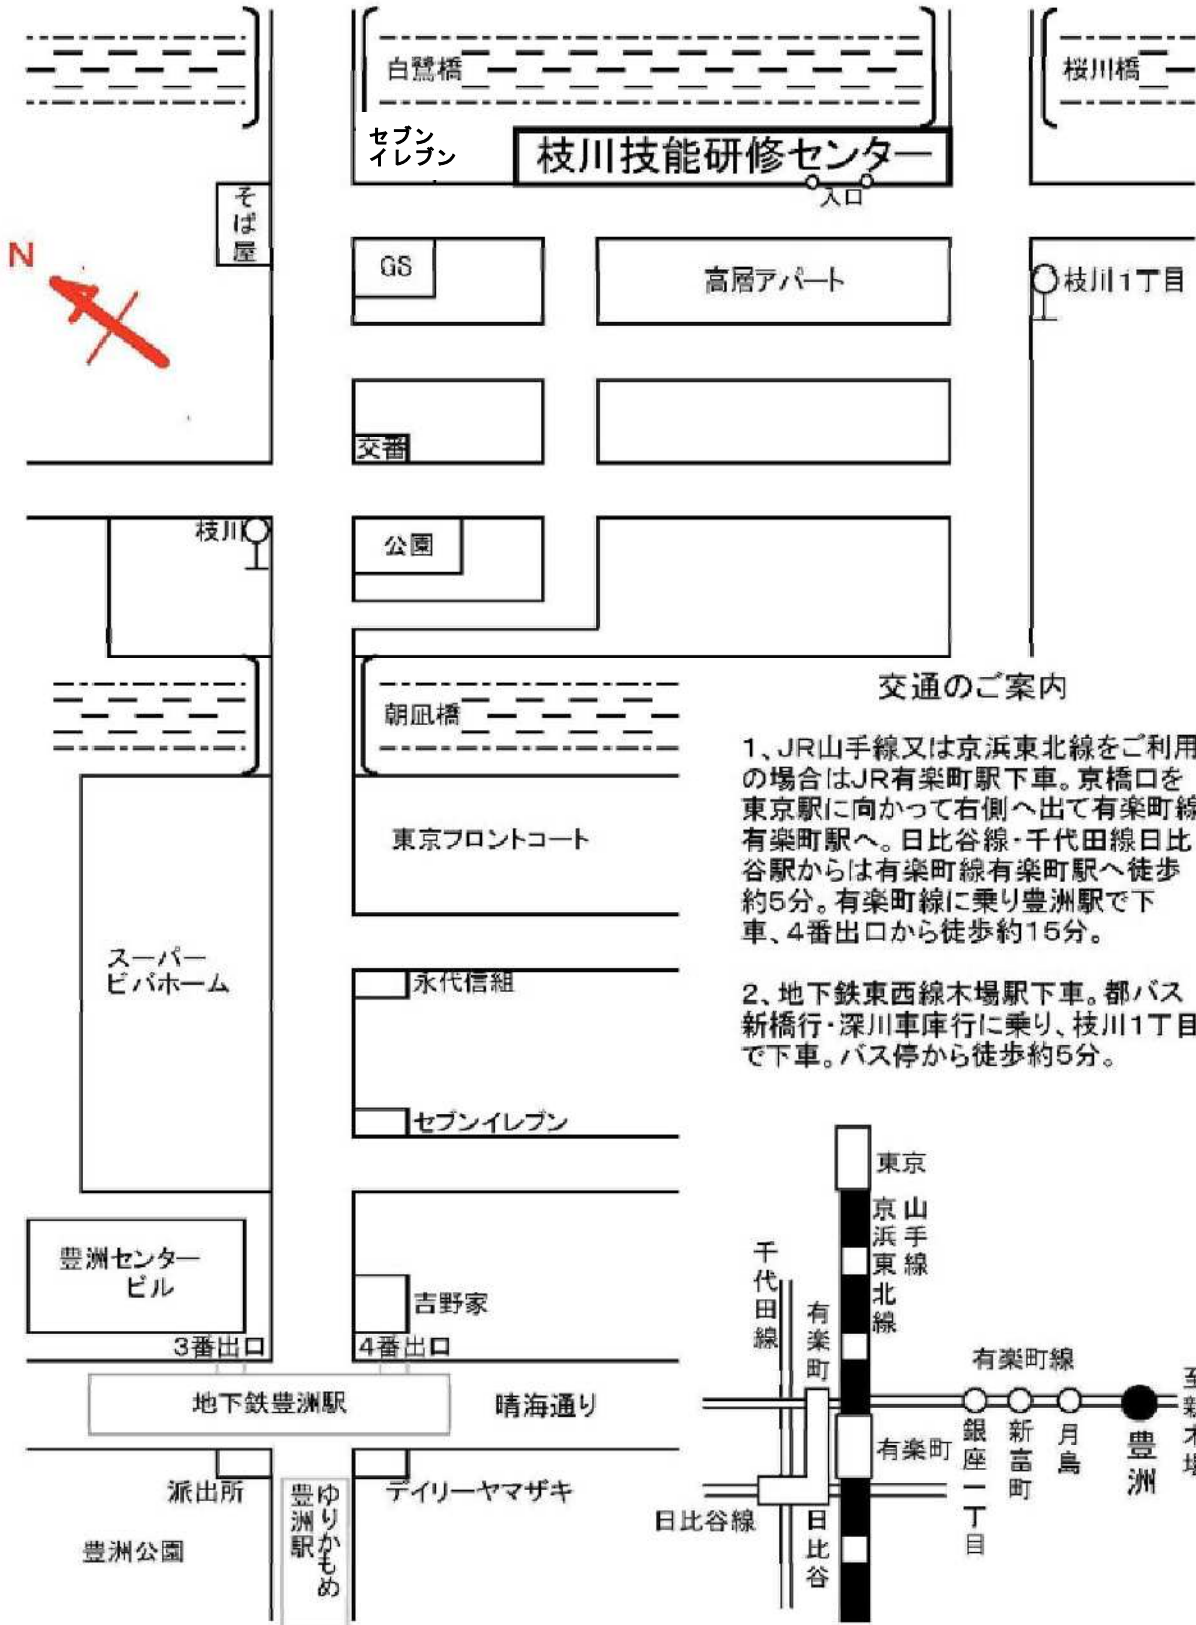 白鷺橋
桜川橋
セブン
イレブン
枝川技能研修センター
入口
そば屋
N
GS
高層アパート
枝川1丁目
交番
枝川
公園
朝凪橋
交通のご案内
1、JR山手線又は京浜東北線をご利用
の場合はJR有楽町駅下車。京橋口を
東京駅に向かって右側へ出て有楽町線
有楽町駅へ。日比谷線・千代田線日比
谷駅からは有楽町線有楽町駅へ徒歩
約5分。有楽町線に乗り豊洲駅で下
車、4番出口から徒歩約15分。
2、地下鉄東西線木場駅下車。都バス
新橋行・深川車庫行に乗り、枝川1丁目
で下車。バス停から徒歩約5分。
東京フロントコート
スーパー
ビバホーム
永代信組
セブンイレブン
豊洲センター
ビル
吉野家
3番出口
4番出口
地下鉄豊洲駅
晴海通り
派出所
デイリーヤマザキ
豊洲公園
ゆりかもめ
豊洲駅
東京
山手線
京浜東北線
千代田線
有楽町
有楽町線
有楽町
銀座一丁目
新富町
月島
豊洲
至新木場
日比谷線
日比谷